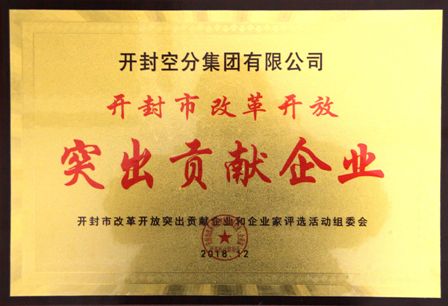 开封空分集团有限公司
开封市改革开放
突出贡献企业
开封市改革开放突出贡献企业和企业家评选活动组委会
2018.12